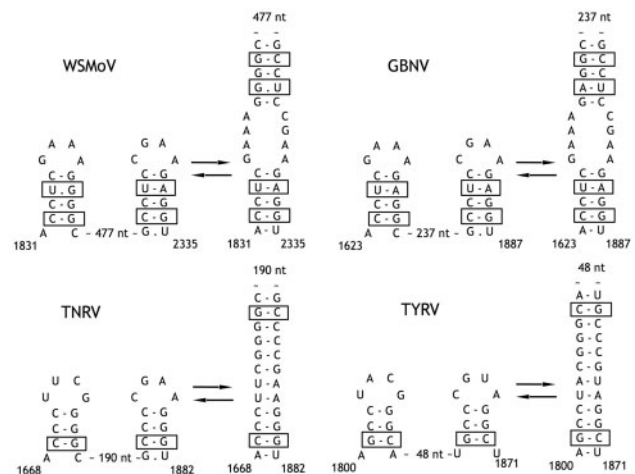 WSMoV
A A
G A
C - G
U . G
C - G
C - G
A C
1831
- 477 nt -
G A
C A
C - G
U - A
C - G
C - G
G . U
2335
477 nt
- -
C - G
G - C
G - C
G . U
G - C
A C
A G
A A
G A
C - G
U - A
C - G
C - G
A - U
1831 2335
GBNV
A A
G A
C - G
U - A
C - G
C - G
A C
1623
- 237 nt -
G A
C A
C - G
U - A
C - G
C - G
G . U
1887
237 nt
- -
C - G
G - C
G - C
A - U
G - C
A C
A G
A A
G A
C - G
U - A
C - G
C - G
A - U
1623 1887
TNRV
U C
U G
C - G
C - G
C - G
A C
1668
- 190 nt -
G A
C A
C - G
C - G
C - G
G . U
1882
190 nt
- -
C - G
G - C
G - C
G - C
C - G
U - A
U - A
C - G
C - G
C - G
A - U
1668 1882
TYRV
A C
U G
C - G
C - G
G - C
A A
1800
- 48 nt -
G U
C A
C - G
C - G
G - C
U U
1871
48 nt
- -
A - U
C - G
G - C
G - C
C - G
A - U
U - A
C - G
C - G
G - C
A - U
1800 1871